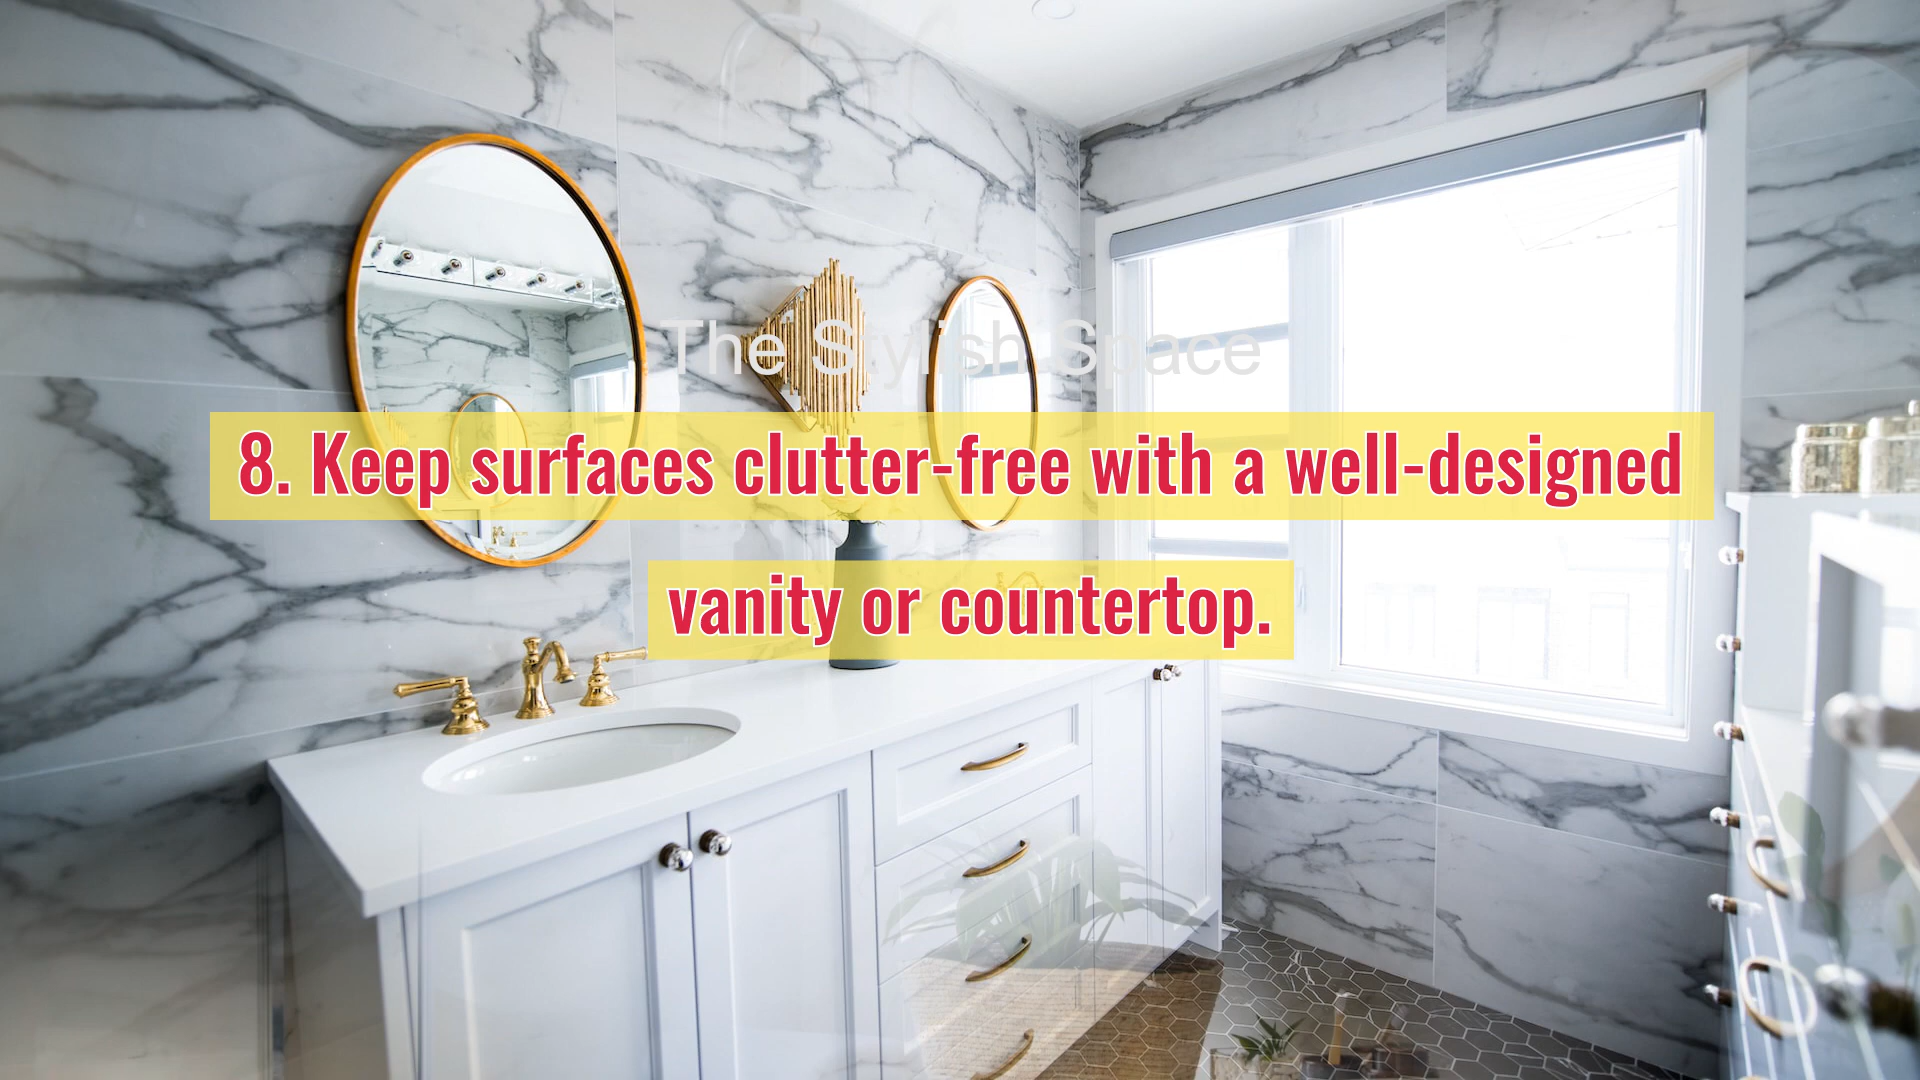 The Stylish Space
8. Keep surfaces clutter-free with a well-designed
vanity or countertop.